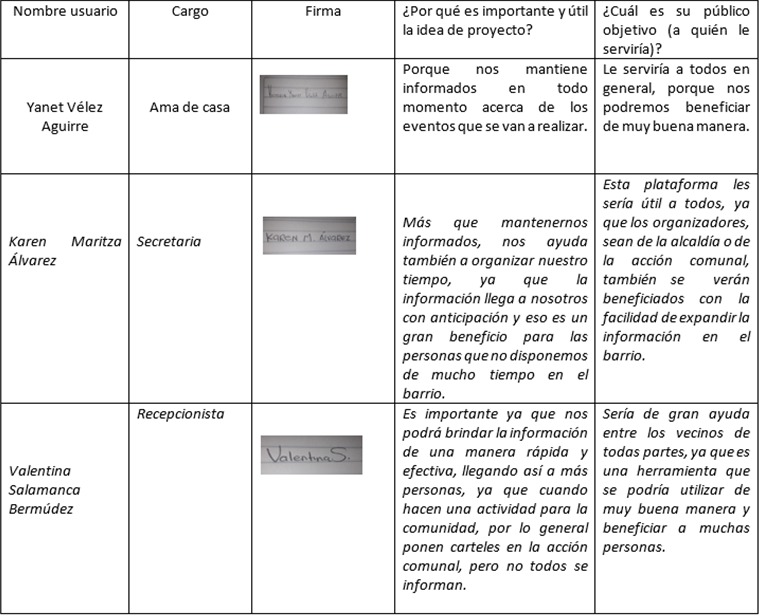 Nombre usuario
Cargo
Firma
¿Por qué es importante y útil
la idea de proyecto?
¿Cuál es su público
objetivo (a quién le
serviría)?
Yanet Vélez
Aguirre
Ama de casa
Porque nos mantiene
informados en todo
momento acerca de los
eventos que se van a realizar.
Le serviría a todos en
general, porque nos
podremos beneficiar
de muy buena manera.
Karen Maritza
Álvarez
Secretaria
KAREN M. ÁLVAREZ
Más que mantenernos
informados, nos ayuda
también a organizar nuestro
tiempo, ya que la
información llega a nosotros
con anticipación y eso es un
gran beneficio para las
personas que no disponemos
de mucho tiempo en el
barrio.
Esta plataforma les
sería útil a todos, ya
que los organizadores,
sean de la alcaldía o de
la acción comunal,
también se verán
beneficiados con la
facilidad de expandir la
información en el
barrio.
Valentina
Salamanca
Bermúdez
Recepcionista
Valentina S.
Es importante ya que nos
podrá brindar la información
de una manera rápida y
efectiva, llegando así a más
personas, ya que cuando
hacen una actividad para la
comunidad, por lo general
ponen carteles en la acción
comunal, pero no todos se
informan.
Sería de gran ayuda
entre los vecinos de
todas partes, ya que es
una herramienta que
se podría utilizar de
muy buena manera y
beneficiar a muchas
personas.